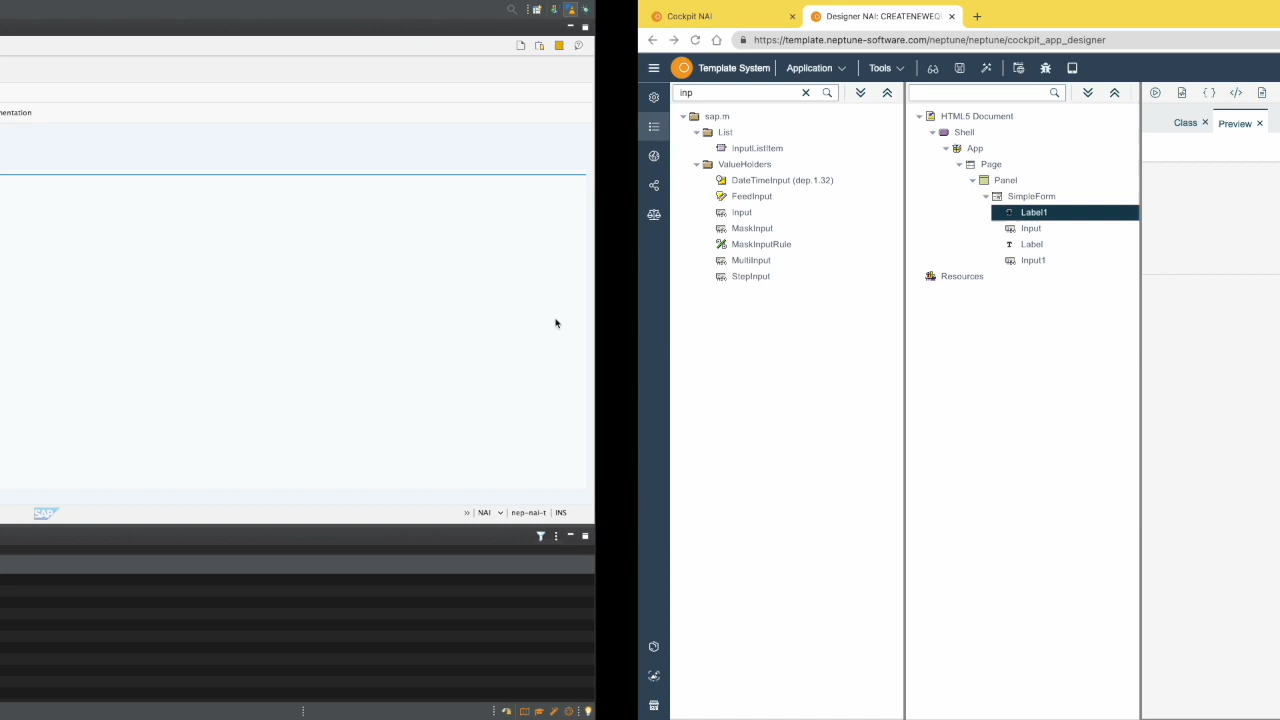 Cockpit NAI
Designer NAI: CREATENEWEQU
https://template.neptune-software.com/neptune/neptune/cockpit_app_designer
Template System
Application
Tools
inp
sap.m
List
InputListItem
ValueHolders
DateTimeInput (dep.1.32)
FeedInput
Input
MaskInput
MaskInputRule
MultiInput
StepInput
HTML5 Document
Shell
App
Page
Panel
SimpleForm
Label1
Input
Label
Input1
Resources
Class
Preview
mentation
SAP
NAI
nep-nai-t
INS